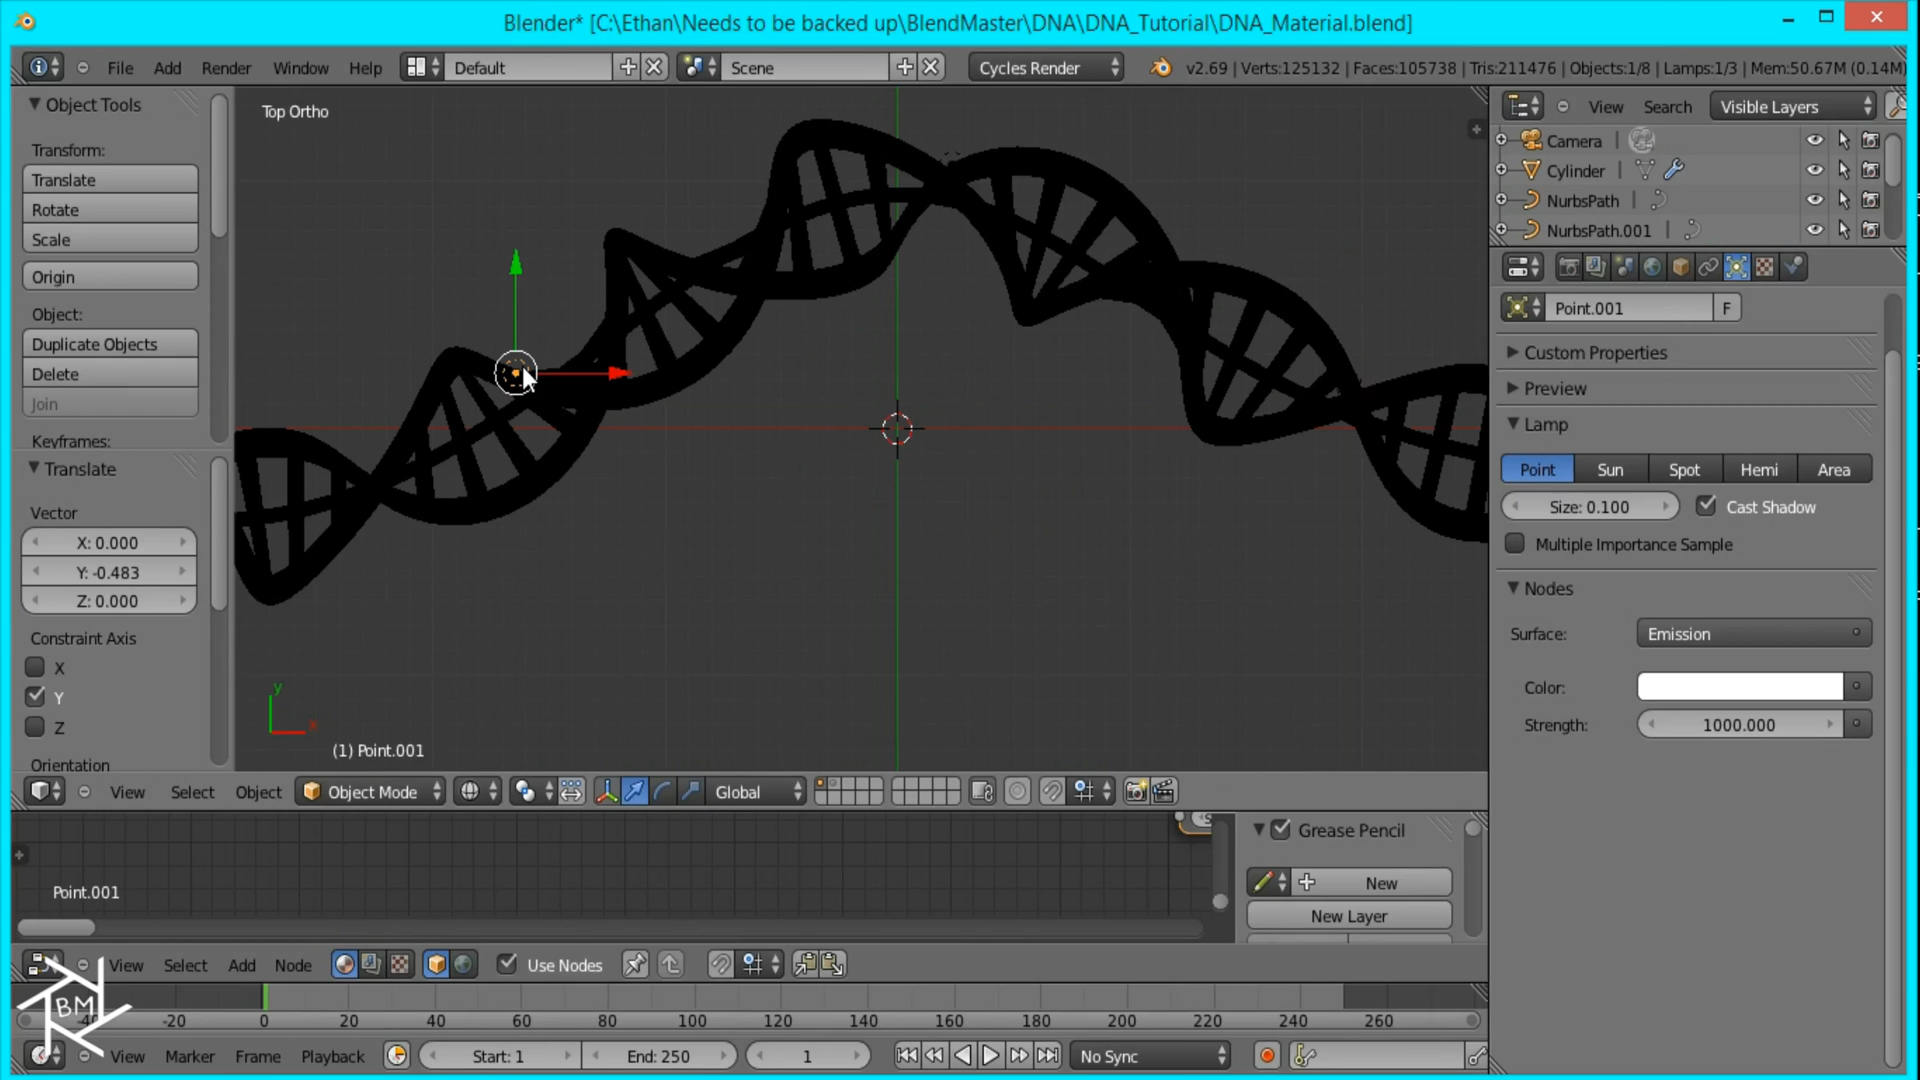 Blender* [C:\Ethan\Needs to be backed up\BlendMaster\DNA\DNA_Tutorial\DNA_Material.blend]
File Add Render Window Help Default Scene Cycles Render v2.69 | Verts:125132 | Faces:105738 | Tris:211476 | Objects:1/8 | Lamps:1/3 | Mem:50.67M (0.14M)
Object Tools
Transform:
Translate
Rotate
Scale
Origin
Object:
Duplicate Objects
Delete
Join
Keyframes:
Translate
Vector
X: 0.000
Y: -0.483
Z: 0.000
Constraint Axis
X
Y
Z
Orientation
Top Ortho
y
x
(1) Point.001
View Search Visible Layers
Camera
Cylinder
NurbsPath
NurbsPath.001
Point.001 F
Custom Properties
Preview
Lamp
Point Sun Spot Hemi Area
Size: 0.100 Cast Shadow
Multiple Importance Sample
Nodes
Surface: Emission
Color:
Strength: 1000.000
View Select Object Object Mode Global
Point.001
Grease Pencil
New
New Layer
View Select Add Node Use Nodes
BM
-40 -20 0 20 40 60 80 100 120 140 160 180 200 220 240 260
View Marker Frame Playback Start: 1 End: 250 1 No Sync